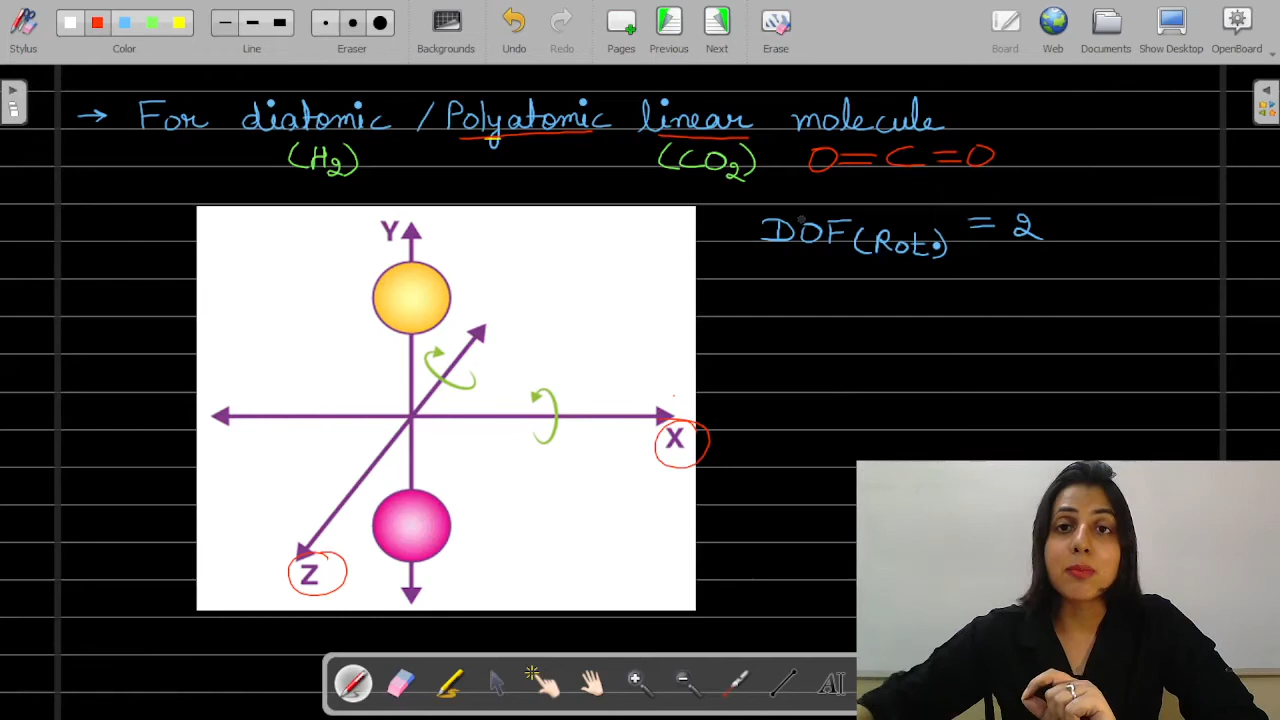 Stylus Color Line Eraser Backgrounds Undo Redo Pages Previous Next Erase Board Web Documents Show Desktop OpenBoard
→ For diatomic / Polyatomic linear molecule
(H2) (CO2) O=C=O
DOF(Rot.) = 2
Y
X
Z
AI